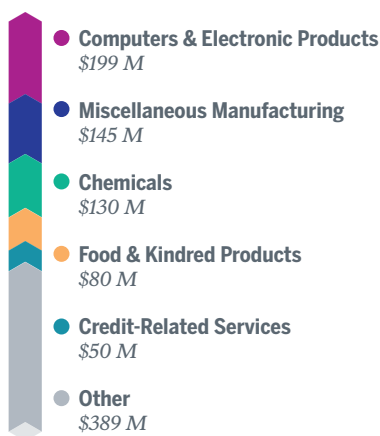 Computers & Electronic Products
$199 M
Miscellaneous Manufacturing
$145 M
Chemicals
$130 M
Food & Kindred Products
$80 M
Credit-Related Services
$50 M
Other
$389 M